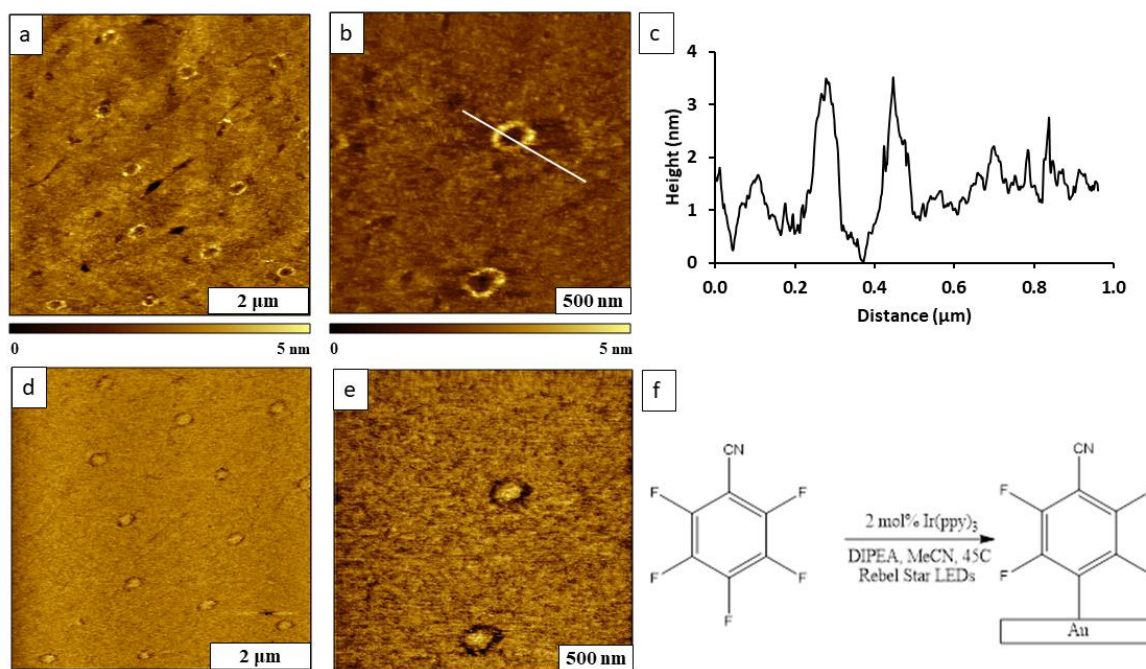 a
b
c
2 µm
500 nm
0
5 nm
0
5 nm
4
3
2
1
0
Height (nm)
0.0 0.2 0.4 0.6 0.8 1.0
Distance (µm)
d
e
f
2 µm
500 nm
CN
F
F
F
F
F
2 mol% Ir(ppy)3
DIPEA, MeCN, 45C
Rebel Star LEDs
CN
F
F
Au